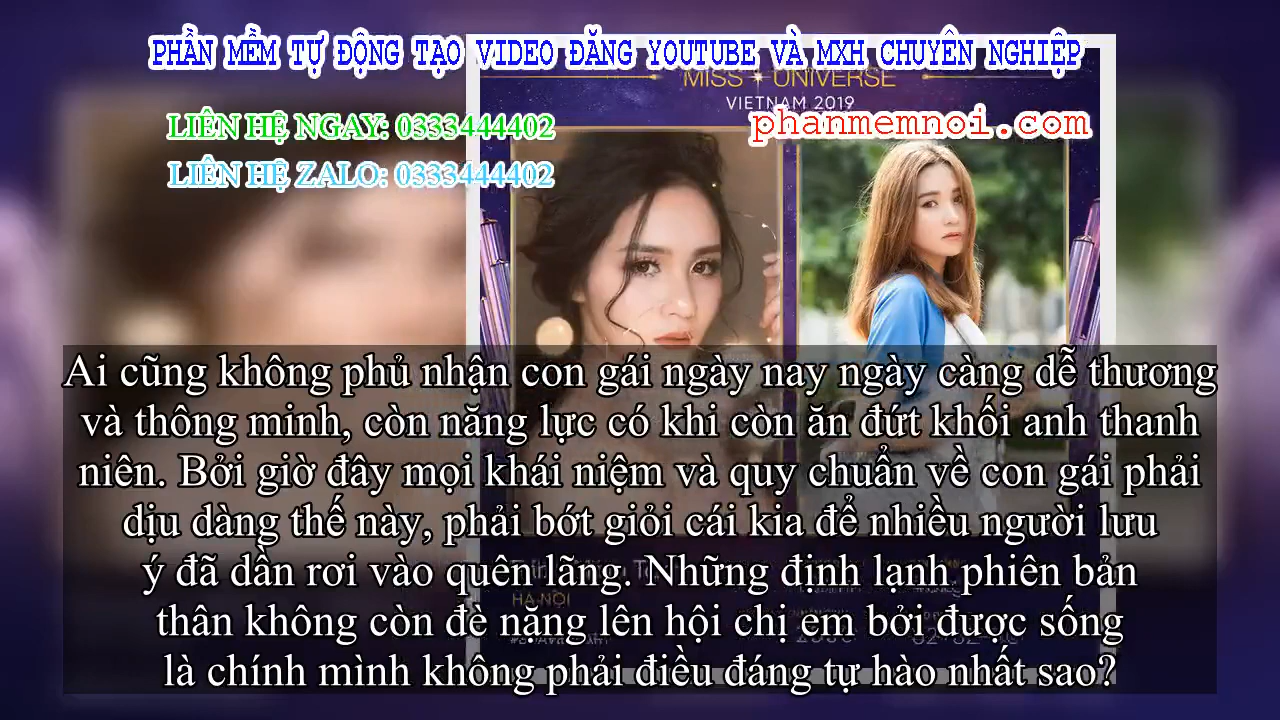 PHẦN MỀM TỰ ĐỘNG TẠO VIDEO ĐĂNG YOUTUBE VÀ MXH CHUYÊN NGHIỆP
MISS UNIVERSE
VIETNAM 2019
LIÊN HỆ NGAY: 0333444402
phanmemnoi.com
LIÊN HỆ ZALO: 0333444402
Ai cũng không phủ nhận con gái ngày nay ngày càng dễ thương
và thông minh, còn năng lực có khi còn ăn đứt khối anh thanh
niên. Bởi giờ đây mọi khái niệm và quy chuẩn về con gái phải
dịu dàng thế này, phải bớt giỏi cái kia để nhiều người lưu
ý đã dần rơi vào quên lãng. Những định lạnh phiên bản
thân không còn đè nặng lên hội chị em bởi được sống
là chính mình không phải điều đáng tự hào nhất sao?
HÀ NỘI